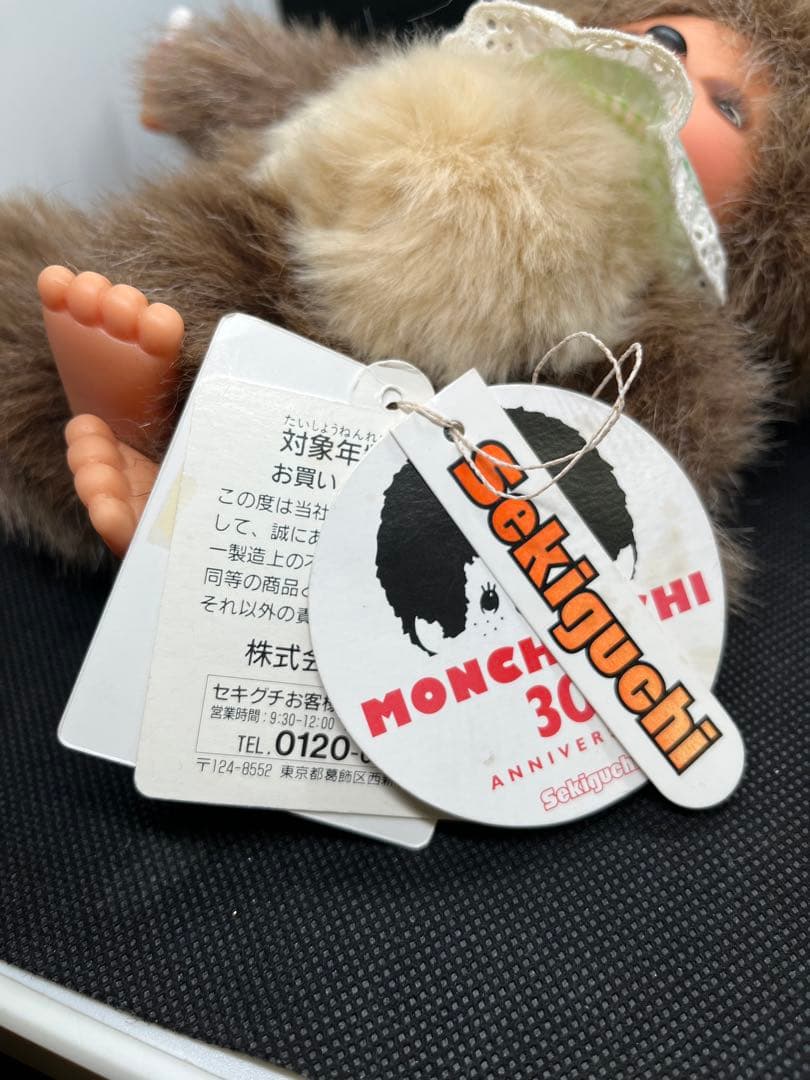 たいしょうねんれ
対象年
お買い
この度は当社
して、誠にあ
一製造上の
同等の商品と
それ以外の責
株式会
セキグチお客様
営業時間：9:30-12:00
TEL.0120-
〒124-8552 東京都葛飾区西新
Sekiguchi
MONCH HI
30
ANNIVER
Sekiguchi